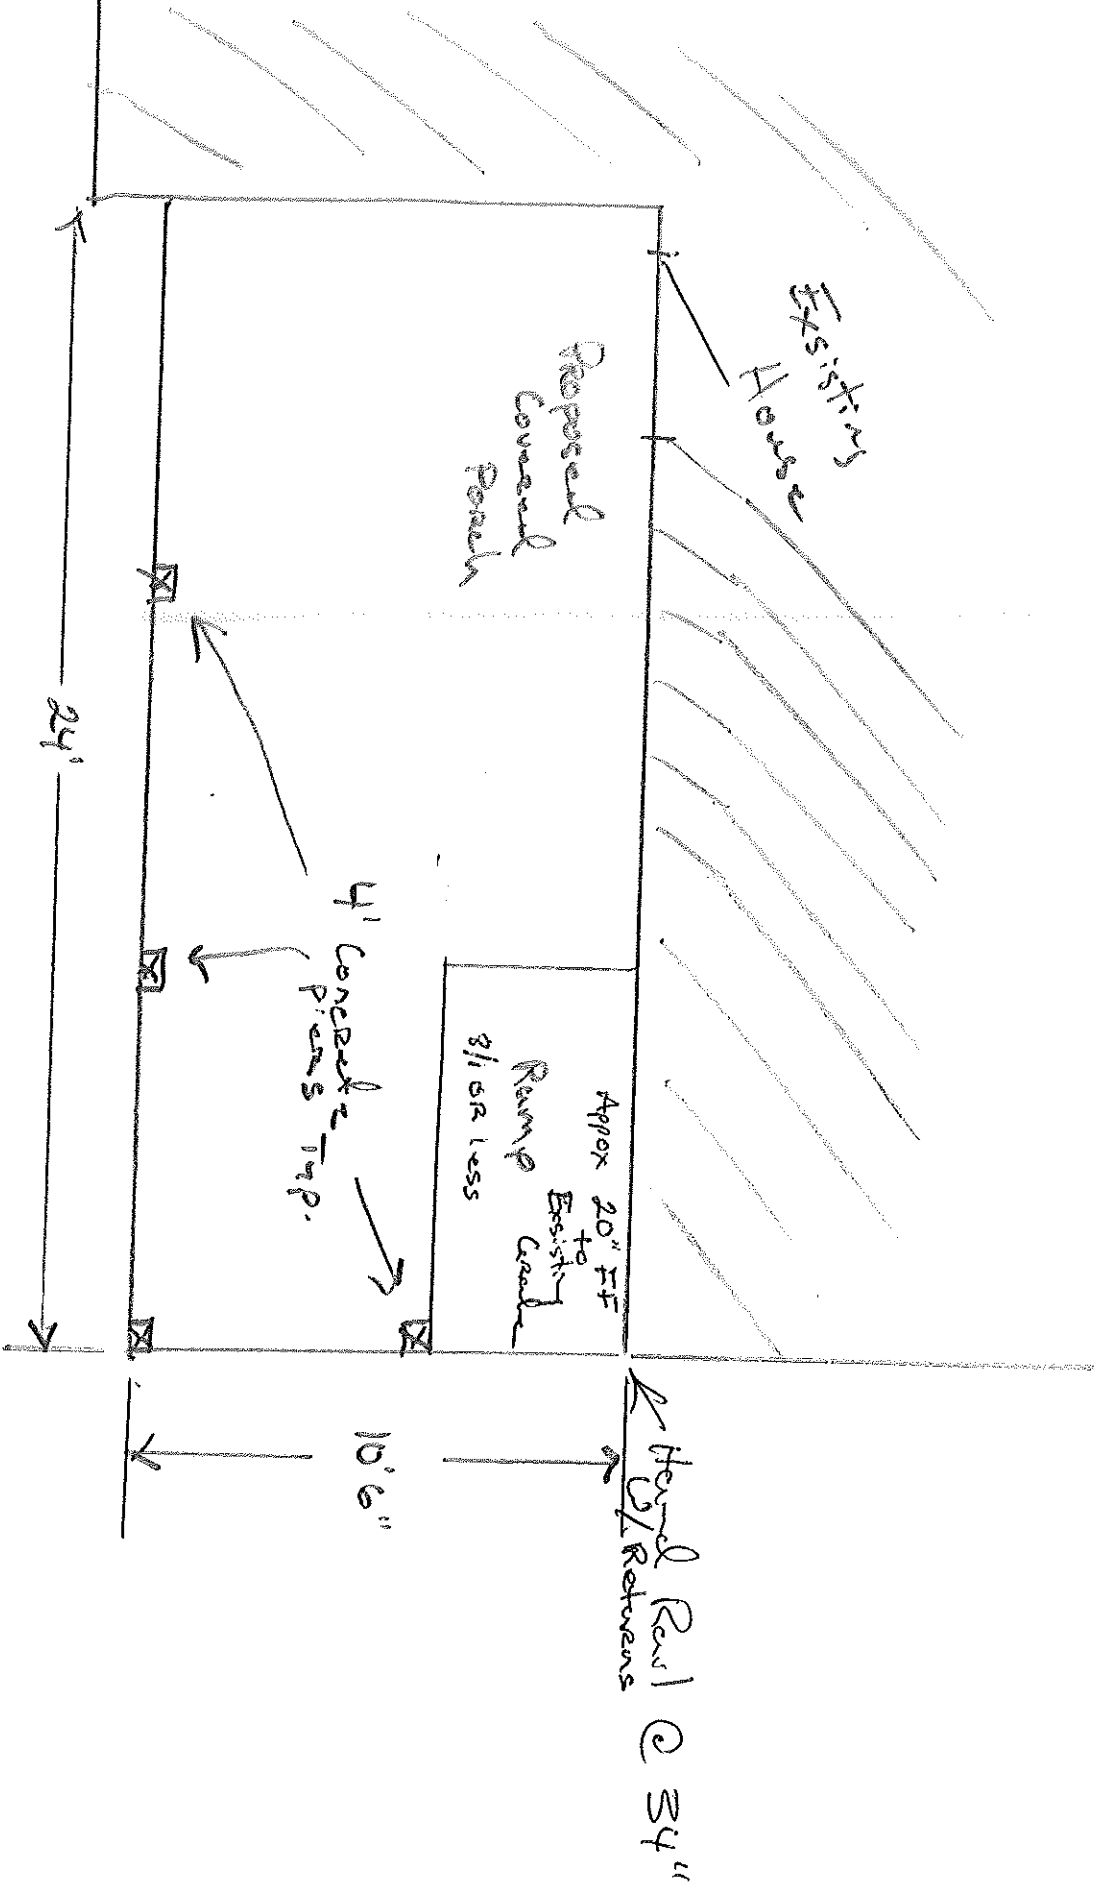 Exsisting
House
Proposed
Covered
Porch
Appox 20" FF
to
Exsisting
Grade
Ramp
8/1 or Less
4' Concrete
Piers Typ.
24'
10'6"
Hand Rail @ 34"
w/ Returns